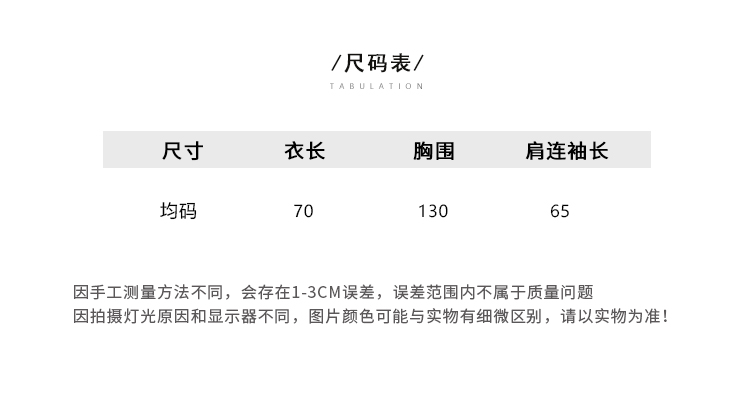 /尺码表/
TABULATION
尺寸 衣长 胸围 肩连袖长
均码 70 130 65
因手工测量方法不同，会存在1-3CM误差，误差范围内不属于质量问题
因拍摄灯光原因和显示器不同，图片颜色可能与实物有细微区别，请以实物为准！